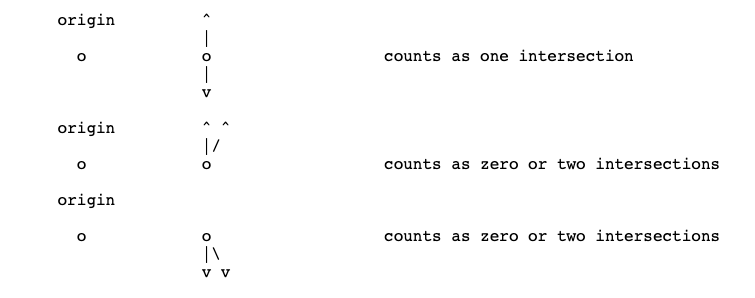 origin ^
|
o o counts as one intersection
|
v
origin ^ ^
|/
o o counts as zero or two intersections
origin
o o counts as zero or two intersections
|\
v v